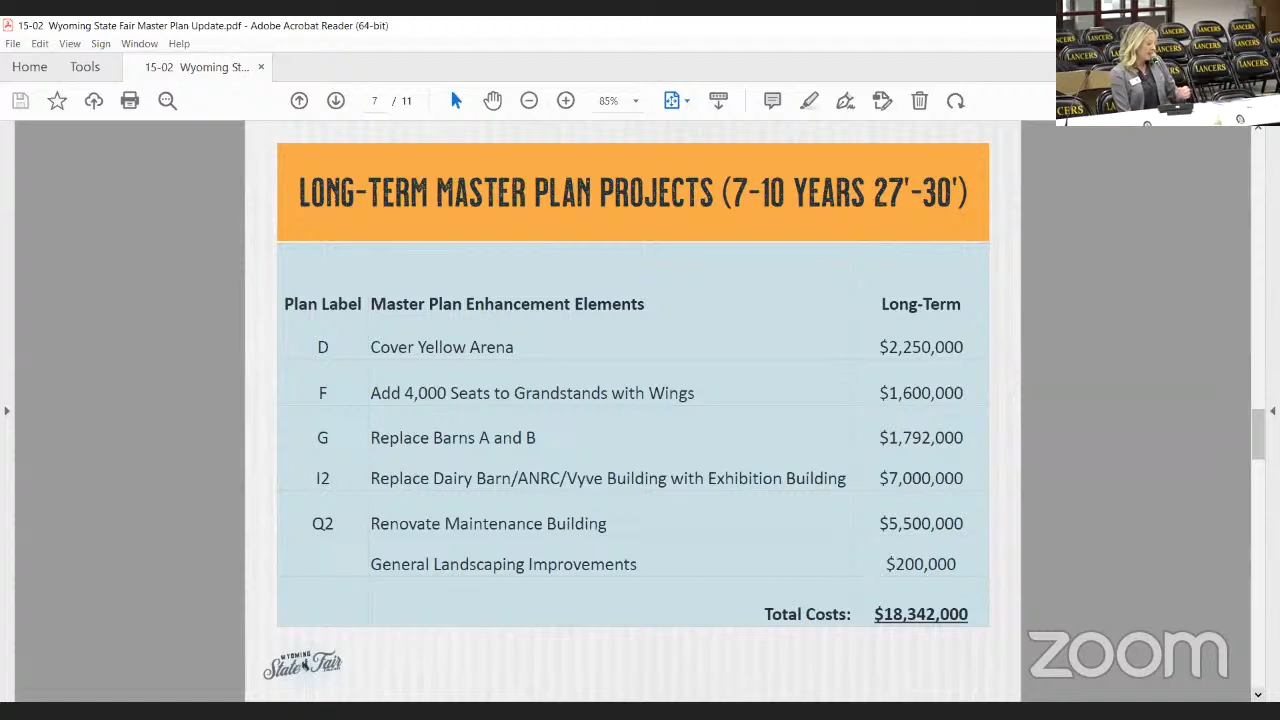 15-02 Wyoming State Fair Master Plan Update.pdf - Adobe Acrobat Reader (64-bit)
File Edit View Sign Window Help
Home Tools 15-02 Wyoming St... ×
7 / 11 85%
LONG-TERM MASTER PLAN PROJECTS (7-10 YEARS 27'-30')
Plan Label Master Plan Enhancement Elements Long-Term
D Cover Yellow Arena $2,250,000
F Add 4,000 Seats to Grandstands with Wings $1,600,000
G Replace Barns A and B $1,792,000
I2 Replace Dairy Barn/ANRC/Vyve Building with Exhibition Building $7,000,000
Q2 Renovate Maintenance Building $5,500,000
General Landscaping Improvements $200,000
Total Costs: $18,342,000
WYOMING
State Fair
zoom
LANCERS
LANCERS
LANCERS
LANCERS